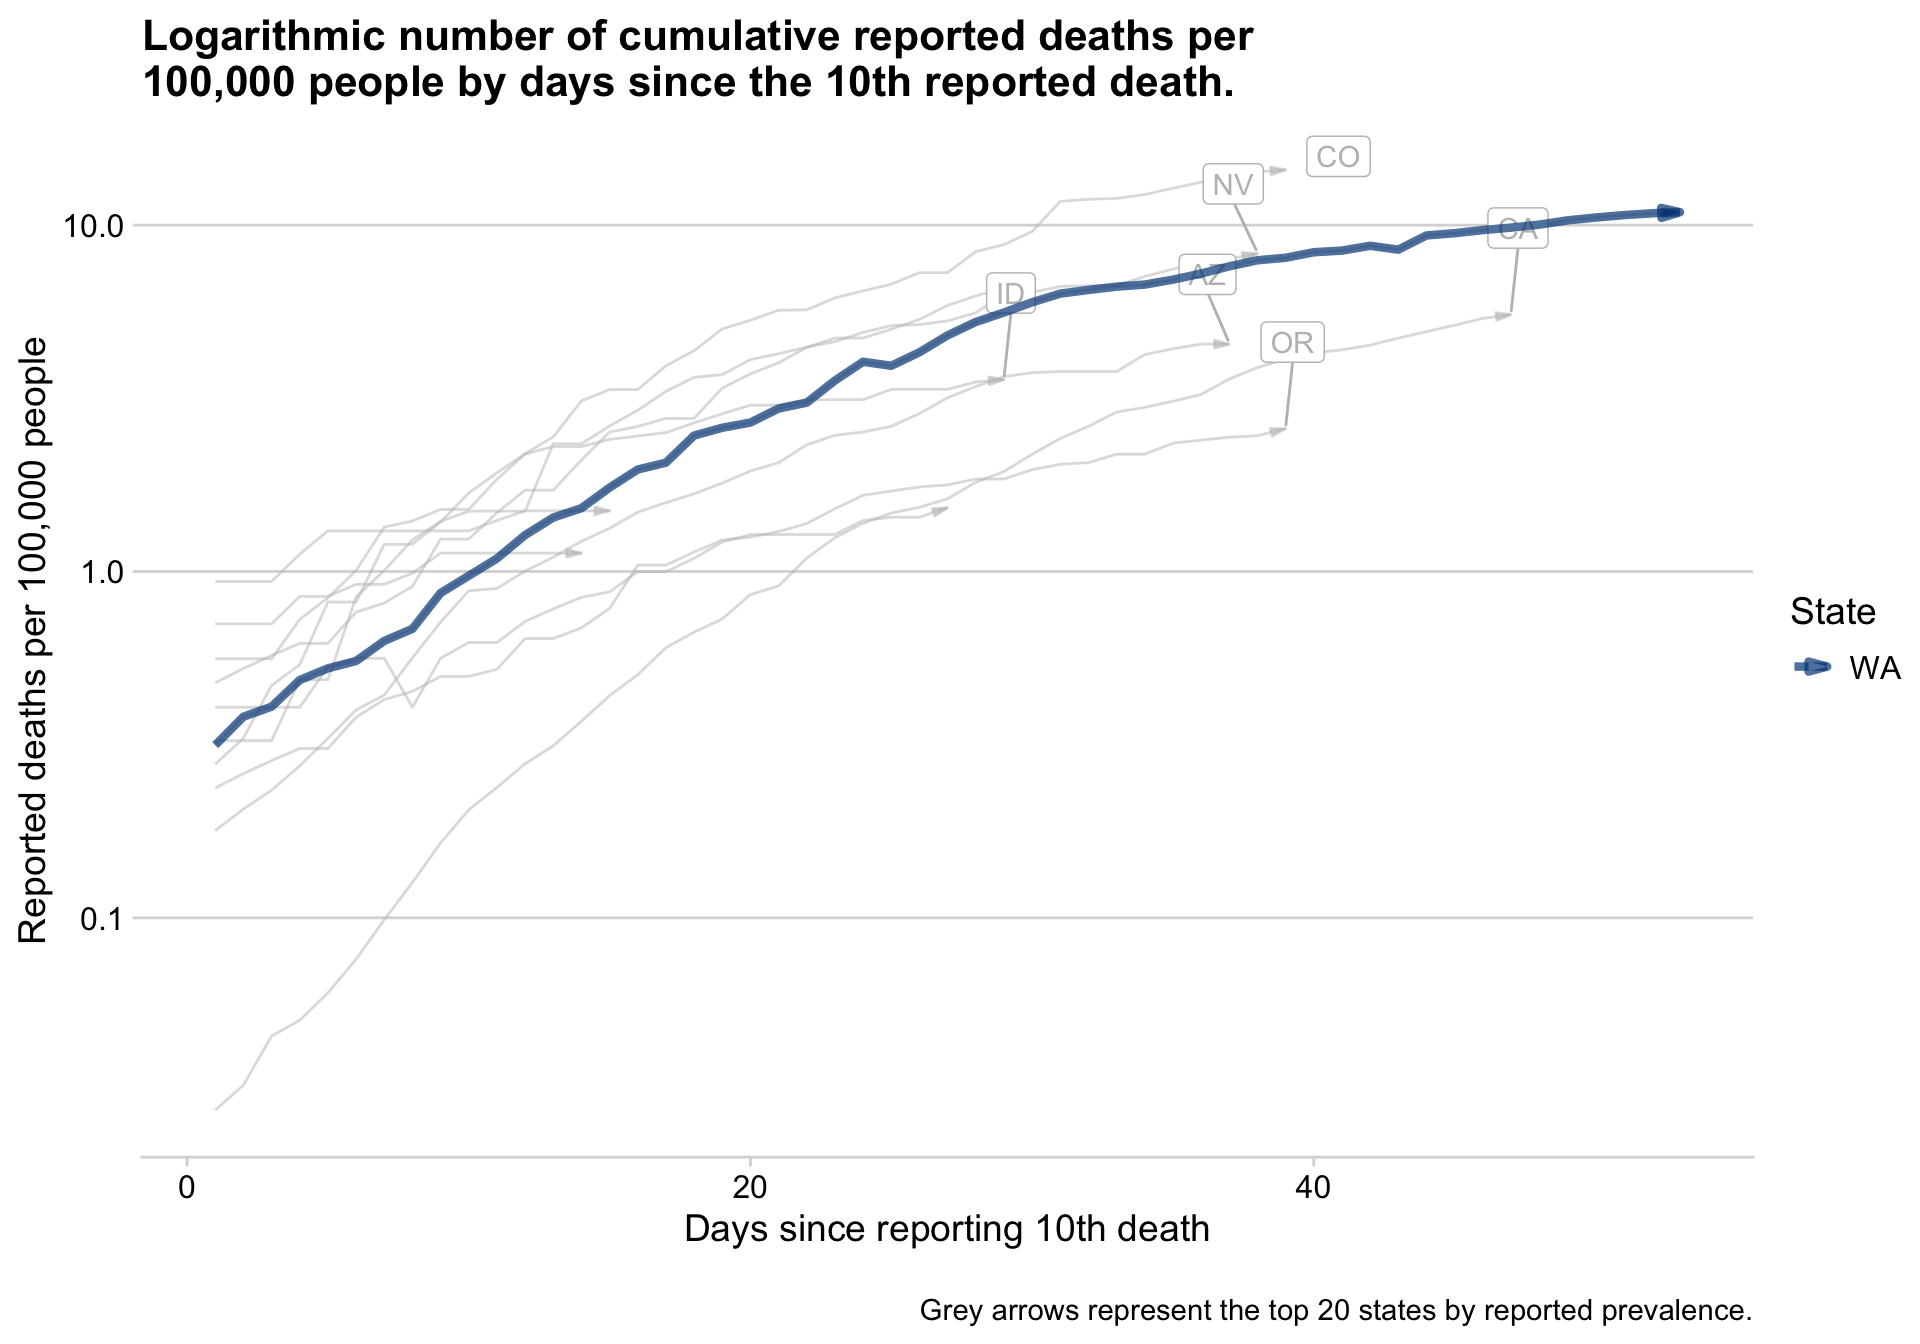 Logarithmic number of cumulative reported deaths per
100,000 people by days since the 10th reported death.
CO
NV
CA
AZ
ID
OR
10.0
1.0
0.1
Reported deaths per 100,000 people
State
WA
0
20
40
Days since reporting 10th death
Grey arrows represent the top 20 states by reported prevalence.